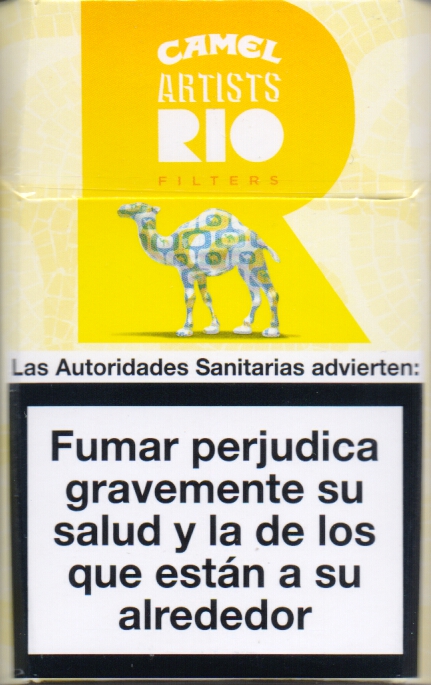 CAMEL
ARTISTS
RIO
FILTERS
Las Autoridades Sanitarias advierten:
Fumar perjudica
gravemente su
salud y la de los
que están a su
alrededor